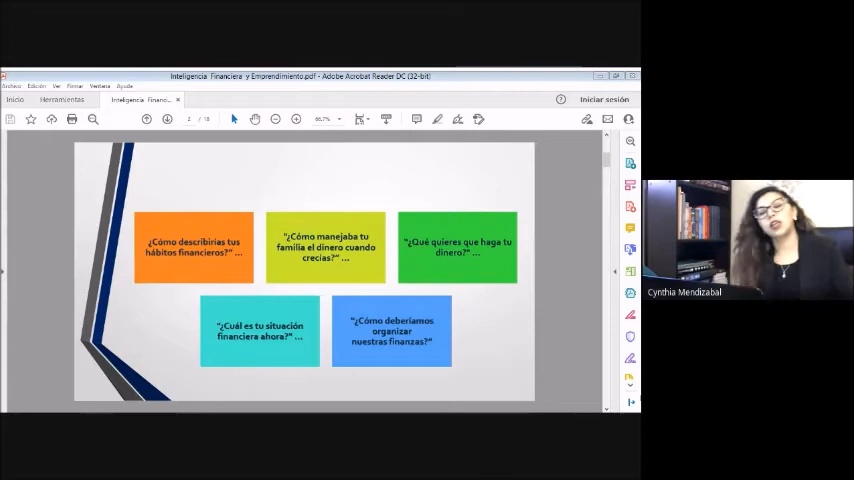 Inteligencia Financiera y Emprendimiento.pdf - Adobe Acrobat Reader DC (32-bit)
Archivo Edición Ver Firmar Ventana Ayuda
Inicio Herramientas Inteligencia Financ... × Iniciar sesión
2 / 18 66,7%
¿Cómo describirías tus
hábitos financieros?" ...
"¿Cómo manejaba tu
familia el dinero cuando
crecías?" ...
"¿Qué quieres que haga tu
dinero?" ...
"¿Cuál es tu situación
financiera ahora?" ...
"¿Cómo deberíamos
organizar
nuestras finanzas?"
Cynthia Mendizabal